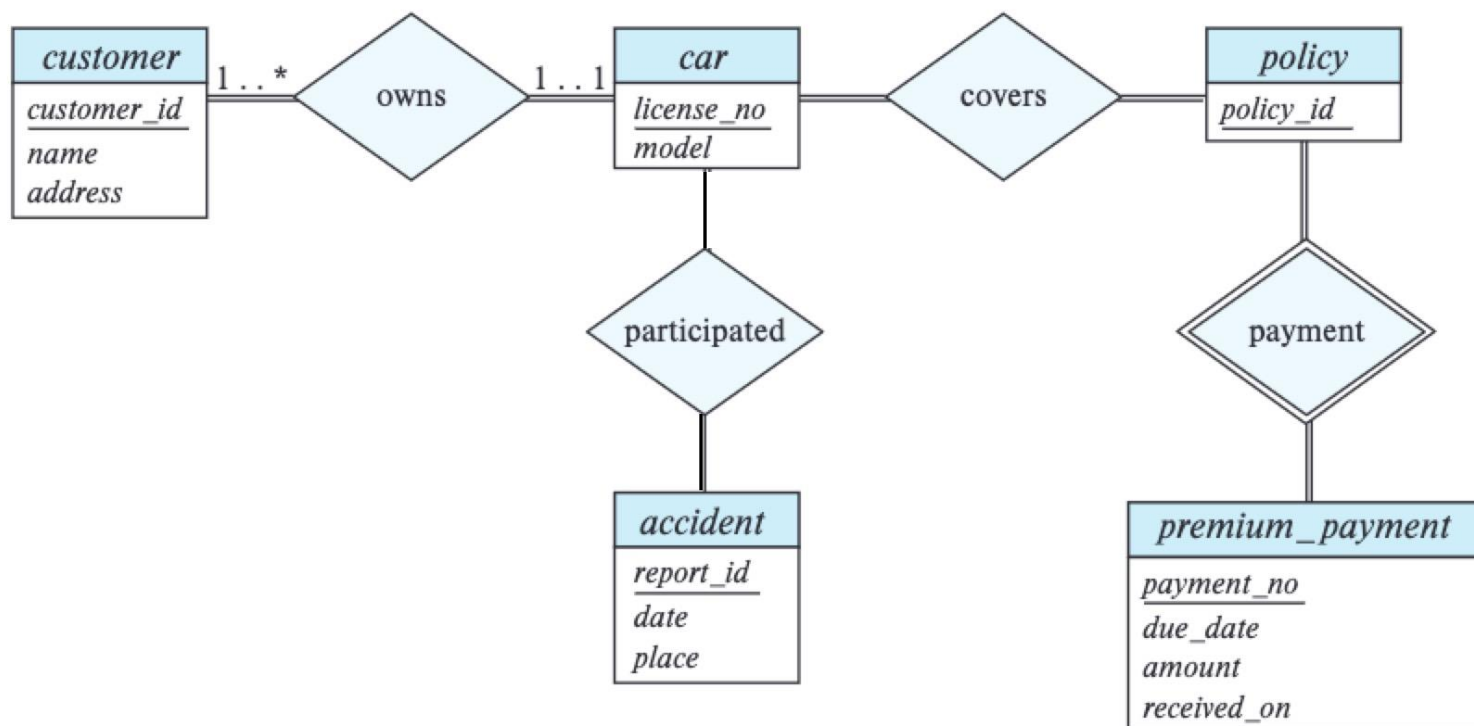 customer
customer_id
name
address
1 . . *
owns
1 . . 1
car
license_no
model
covers
policy
policy_id
participated
payment
accident
report_id
date
place
premium_payment
payment_no
due_date
amount
received_on